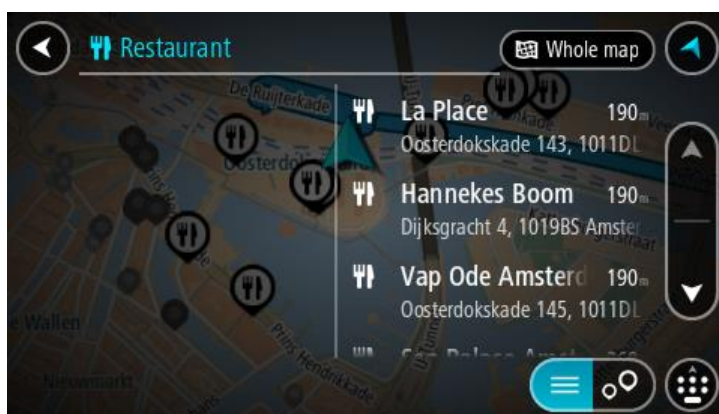 Restaurant
Whole map
La Place 190m
Oosterdokskade 143, 1011DL
Hannekes Boom 190m
Dijksgracht 4, 1019BS Amster
Vap Ode Amsterd 190m
Oosterdokskade 145, 1011DL
De Ruijterkade
Oosterdok
Prins Hendrikkade
Nieuwmarkt
e Wallen